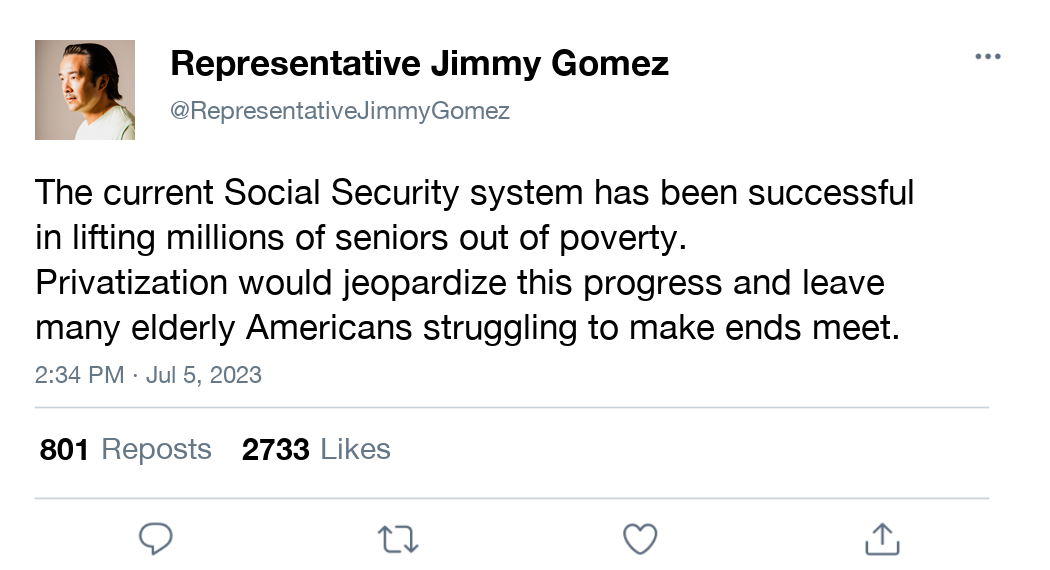 Representative Jimmy Gomez
@RepresentativeJimmyGomez
The current Social Security system has been successful
in lifting millions of seniors out of poverty.
Privatization would jeopardize this progress and leave
many elderly Americans struggling to make ends meet.
2:34 PM · Jul 5, 2023
801 Reposts 2733 Likes